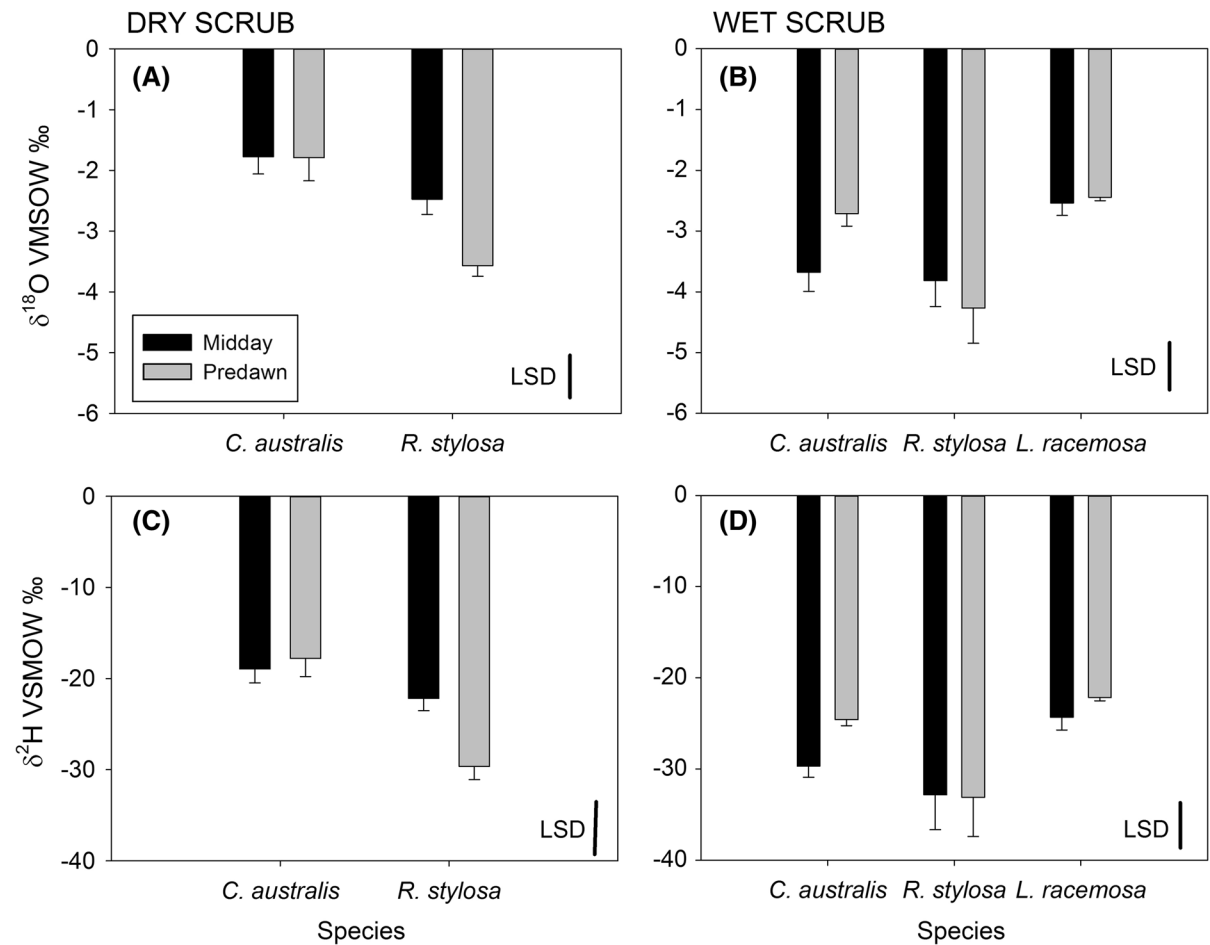 DRY SCRUB
WET SCRUB
(A)
0
-1
-2
-3
-4
-5
-6
δ18O VMSOW ‰
Midday
Predawn
LSD
C. australis R. stylosa
(B)
0
-1
-2
-3
-4
-5
-6
LSD
C. australis R. stylosa L. racemosa
(C)
0
-10
-20
-30
-40
δ2H VSMOW ‰
LSD
C. australis R. stylosa
Species
(D)
0
-10
-20
-30
-40
LSD
C. australis R. stylosa L. racemosa
Species